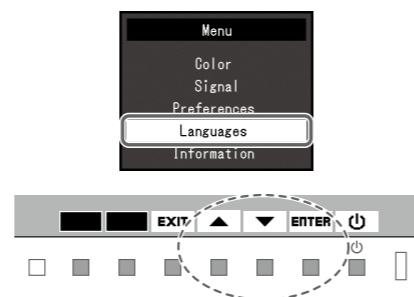 Menu
Color
Signal
Preferences
Languages
Information
EXIT ▲ ▼ ENTER